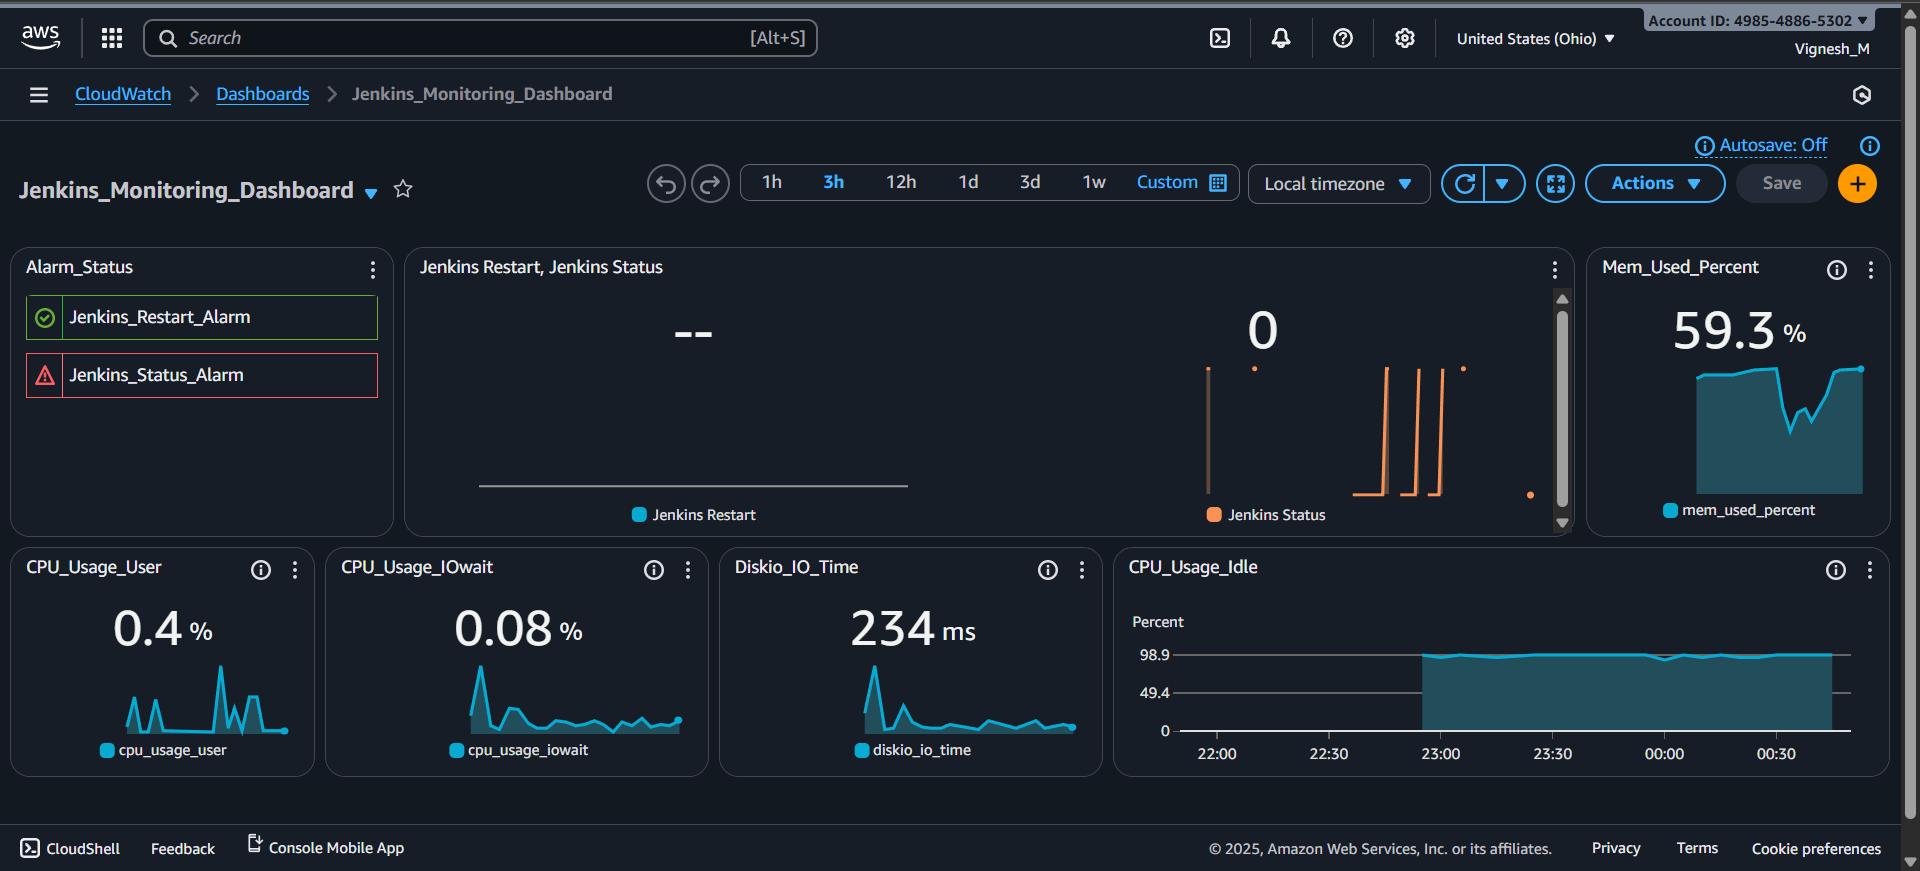 aws
Search
[Alt+S]
United States (Ohio)
Account ID: 4985-4886-5302
Vignesh_M
CloudWatch
Dashboards
Jenkins_Monitoring_Dashboard
Autosave: Off
Jenkins_Monitoring_Dashboard
1h 3h 12h 1d 3d 1w Custom
Local timezone
Actions
Save
Alarm_Status
Jenkins_Restart_Alarm
Jenkins_Status_Alarm
Jenkins Restart, Jenkins Status
--
Jenkins Restart
0
Jenkins Status
Mem_Used_Percent
59.3 %
mem_used_percent
CPU_Usage_User
0.4 %
cpu_usage_user
CPU_Usage_IOwait
0.08 %
cpu_usage_iowait
Diskio_IO_Time
234 ms
diskio_io_time
CPU_Usage_Idle
Percent
98.9
49.4
0
22:00 22:30 23:00 23:30 00:00 00:30
CloudShell
Feedback
Console Mobile App
© 2025, Amazon Web Services, Inc. or its affiliates.
Privacy
Terms
Cookie preferences